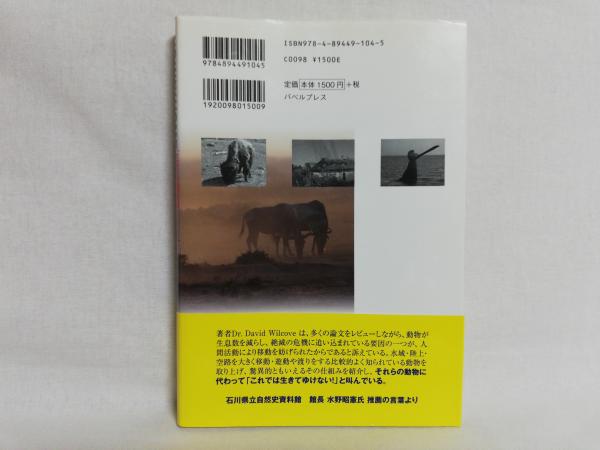 ISBN978-4-89449-104-5
9784894491045
C0098 ¥1500E
定価 本体1500円 +税
1920098015009
バベルプレス
著者Dr. David Wilcove は、多くの論文をレビューしながら、動物が
生息数を減らし、絶滅の危機に追い込まれている要因の一つが、人
間活動により移動を妨げられたからであると訴えている。水域・陸上・
空路を大きく移動・遊動や渡りをする比較的よく知られている動物を
取り上げ、驚異的ともいえるその仕組みを紹介し、それらの動物に
代わって「これでは生きてゆけない!」と叫んでいる。
石川県立自然史資料館 館長 水野昭憲氏 推薦の言葉より